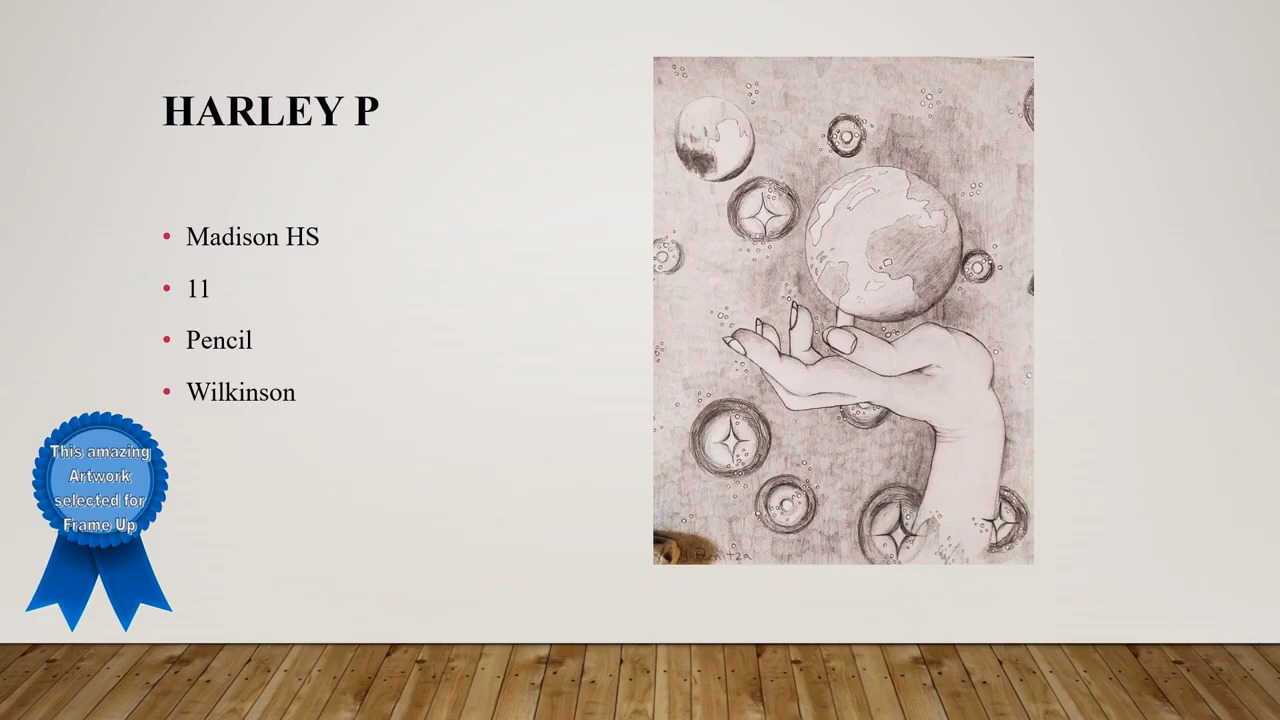 HARLEY P
Madison HS
11
Pencil
Wilkinson
This amazing
Artwork
selected for
Frame Up